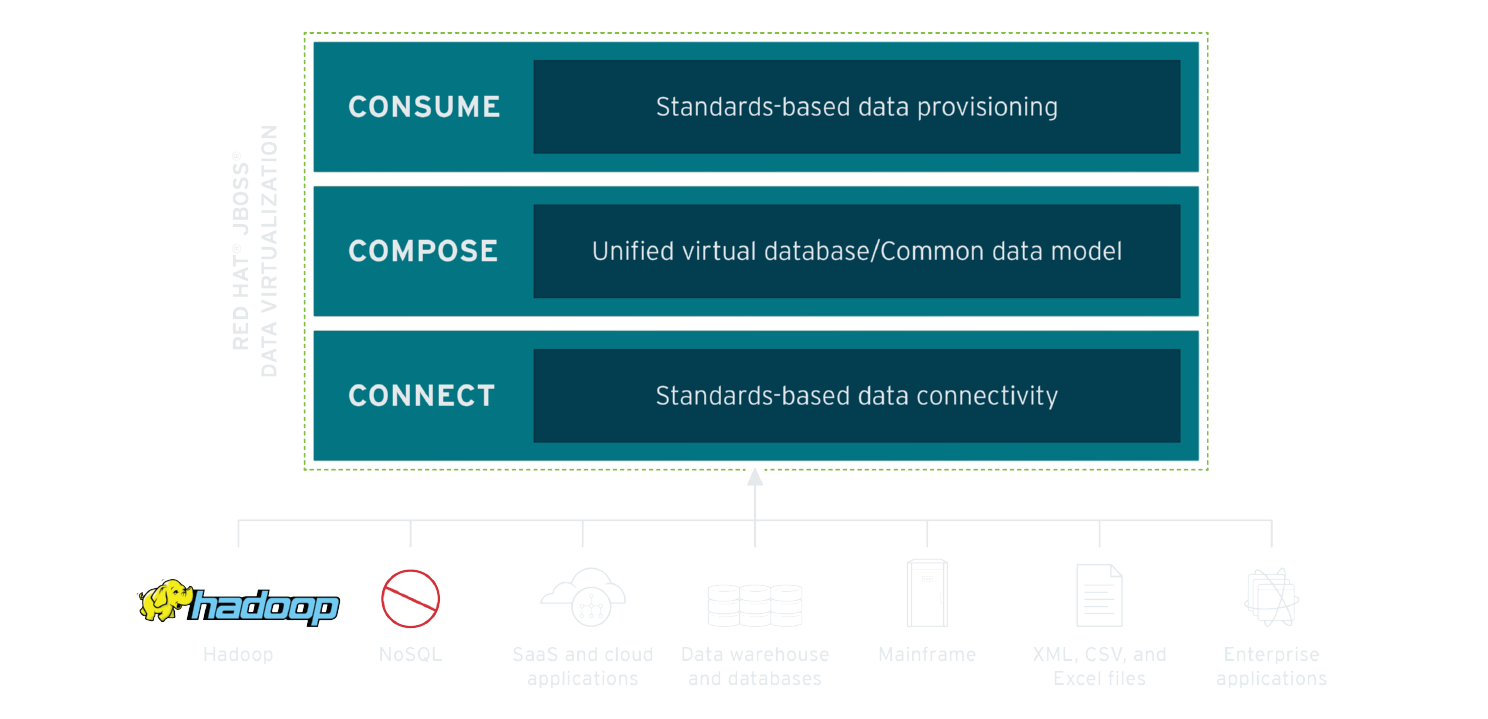 RED HAT® JBOSS®
DATA VIRTUALIZATION
CONSUME
Standards-based data provisioning
COMPOSE
Unified virtual database/Common data model
CONNECT
Standards-based data connectivity
hadoop
Hadoop
NoSQL
SaaS and cloud
applications
Data warehouse
and databases
Mainframe
XML, CSV, and
Excel files
Enterprise
applications